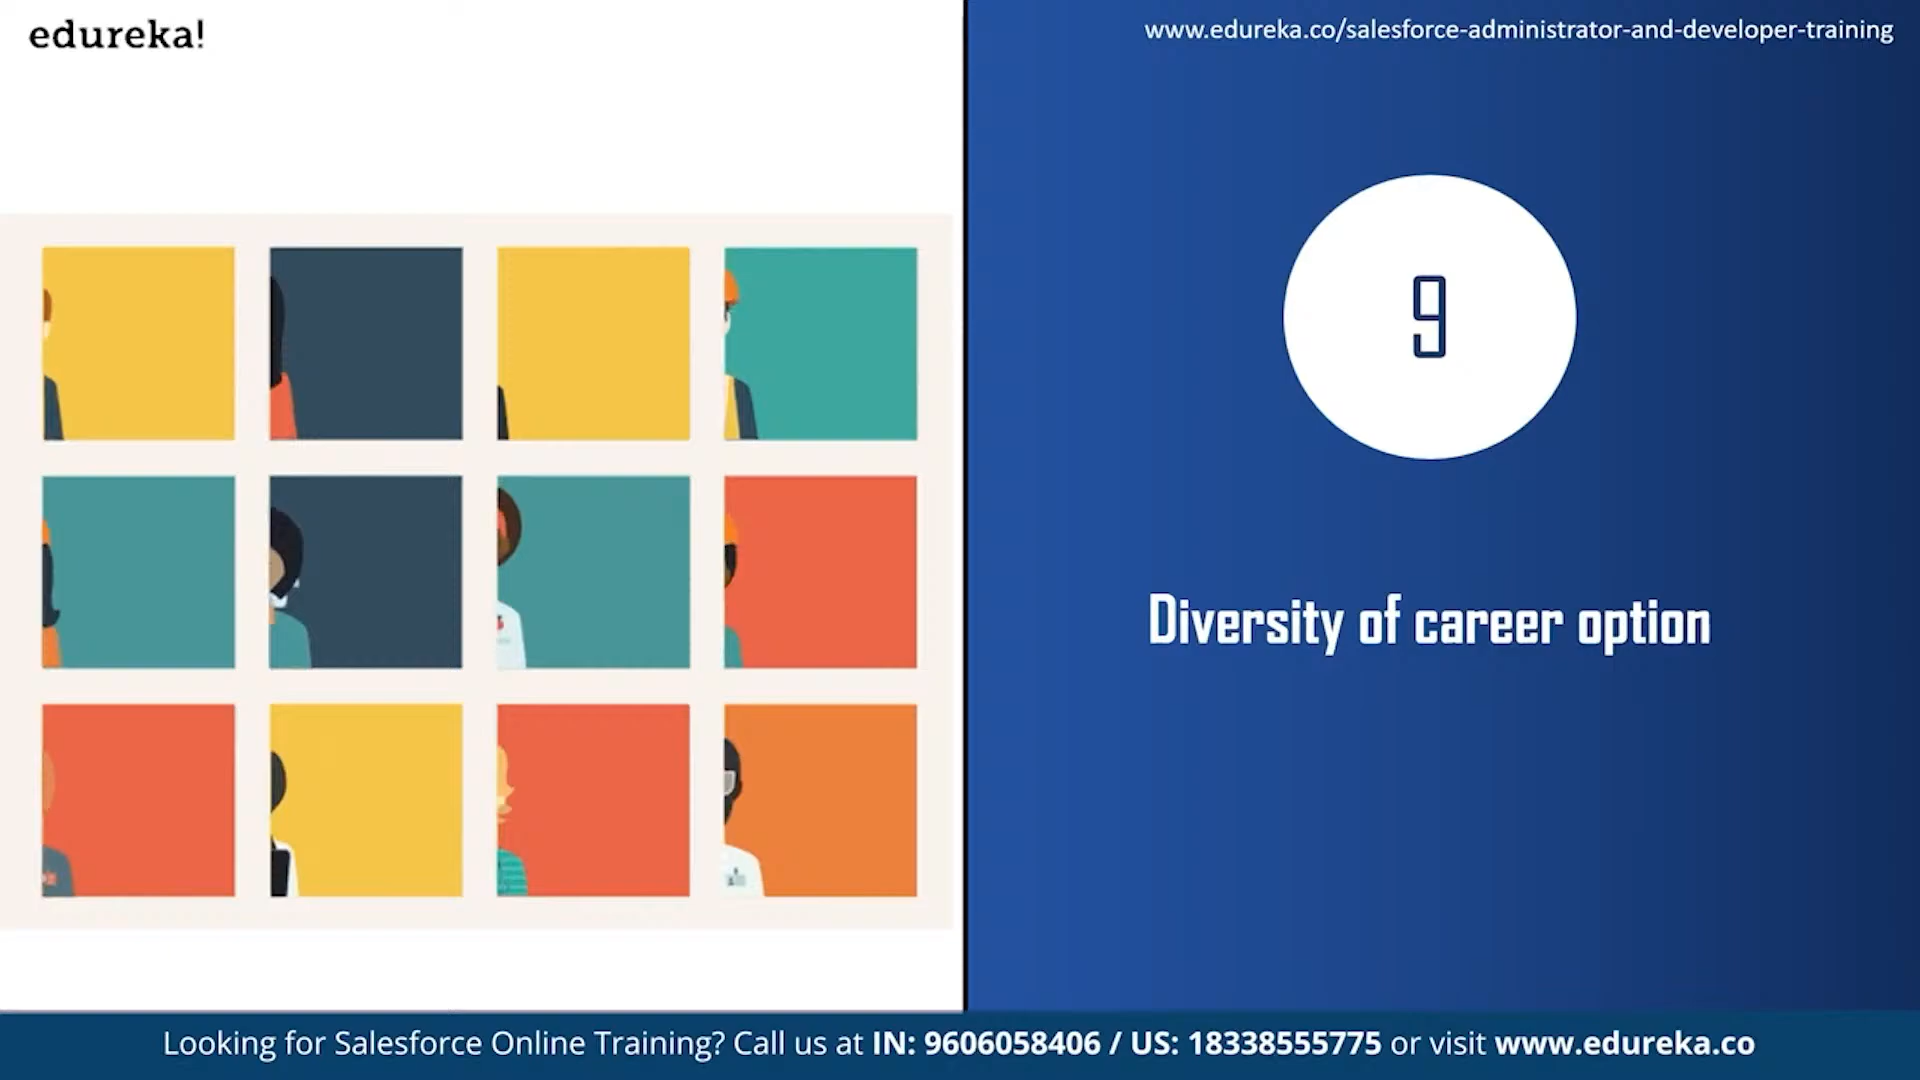 edureka!
www.edureka.co/salesforce-administrator-and-developer-training
9
Diversity of career option
Looking for Salesforce Online Training? Call us at IN: 9606058406 / US: 18338555775 or visit www.edureka.co